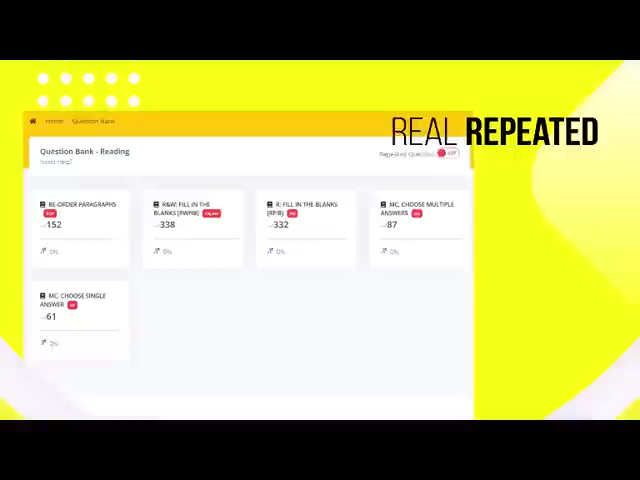 REAL REPEATED
Home Question Bank
Question Bank - Reading
Need Help?
Repeated Question Off
RE-ORDER PARAGRAPHS
152
0%
R&W: FILL IN THE
BLANKS [RWFIB]
338
0%
R: FILL IN THE BLANKS
[RFIB]
332
0%
MC, CHOOSE MULTIPLE
ANSWERS
87
0%
MC, CHOOSE SINGLE
ANSWER
61
0%